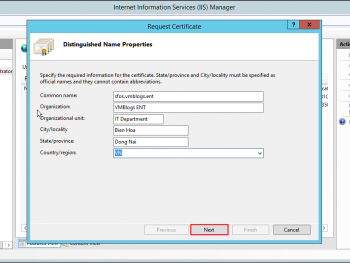 Internet Information Services (IIS) Manager
Request Certificate
?
Distinguished Name Properties
Specify the required information for the certificate. State/province and City/locality must be specified as
official names and they cannot contain abbreviations.
Common name:
sfos.vmblogs.ent
Organization:
VMBlogs ENT
Organizational unit:
IT Department
City/locality
Bien Hoa
State/province:
Dong Nai
Country/region:
VN
Previous
Next
Finish
Cancel